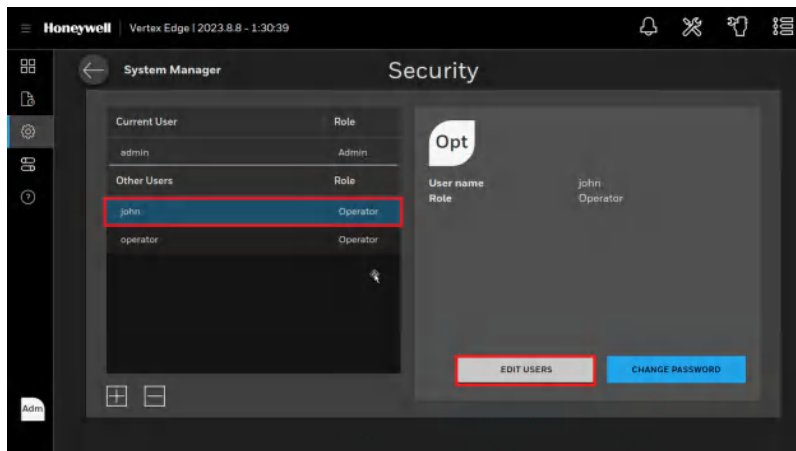 Honeywell Vertex Edge | 2023.8.8 - 1:30:39
System Manager
Security
Current User Role
admin Admin
Other Users Role
john Operator
operator Operator
Opt
User name john
Role Operator
EDIT USERS CHANGE PASSWORD
Adm